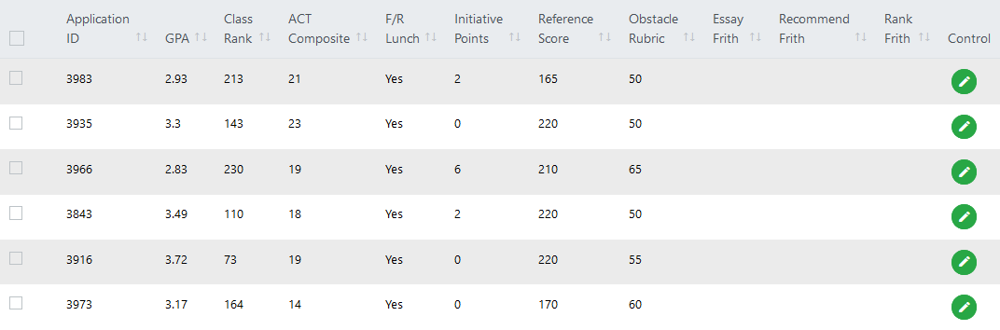 Application ID GPA Class Rank ACT Composite F/R Lunch Initiative Points Reference Score Obstacle Rubric Essay Frith Recommend Frith Rank Frith Control
3983 2.93 213 21 Yes 2 165 50
3935 3.3 143 23 Yes 0 220 50
3966 2.83 230 19 Yes 6 210 65
3843 3.49 110 18 Yes 2 220 50
3916 3.72 73 19 Yes 0 220 55
3973 3.17 164 14 Yes 0 170 60